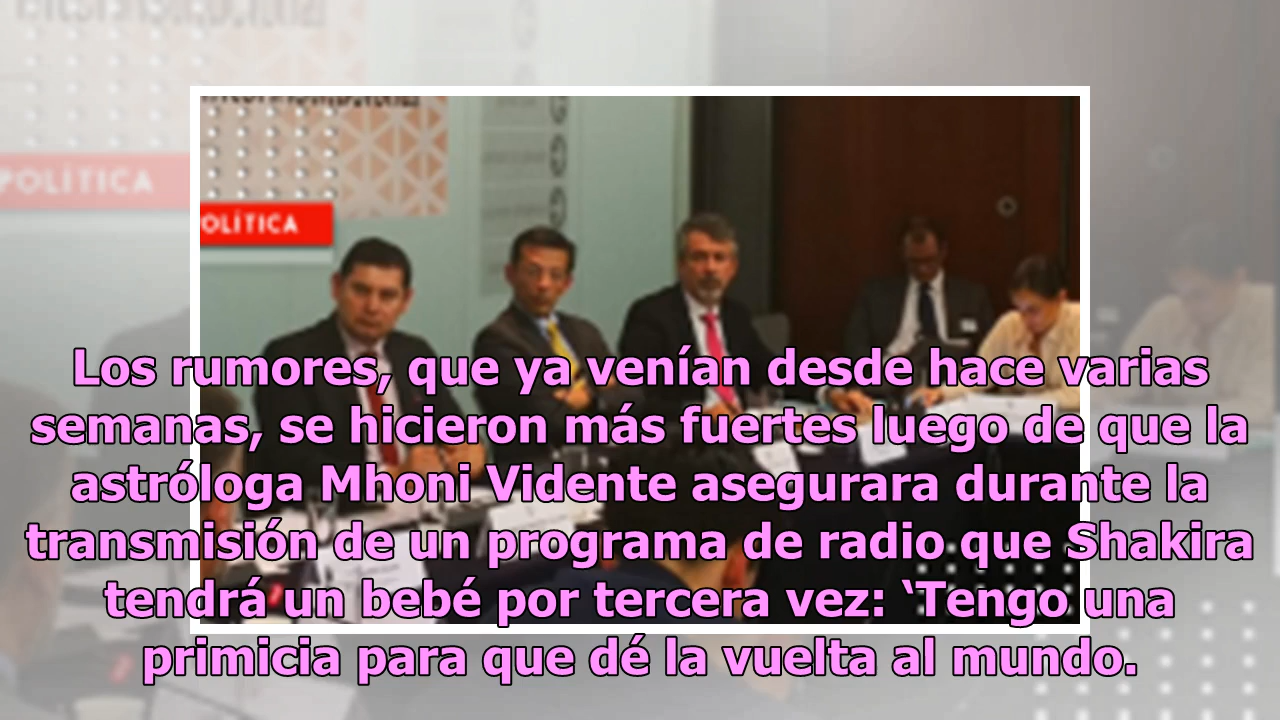 POLÍTICA
OLÍTICA
Los rumores, que ya venían desde hace varias
semanas, se hicieron más fuertes luego de que la
astróloga Mhoni Vidente asegurara durante la
transmisión de un programa de radio que Shakira
tendrá un bebé por tercera vez: ‘Tengo una
primicia para que dé la vuelta al mundo.